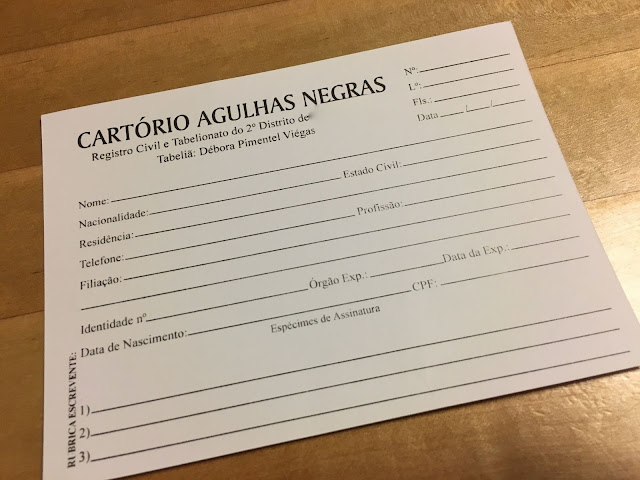 CARTÓRIO AGULHAS NEGRAS
Registro Civil e Tabelionato do 2º Distrito de
Tabeliã: Débora Pimentel Viégas
Nº:
Lº:
Fls.:
Data / /
Nome:
Nacionalidade: Estado Civil:
Residência:
Telefone: Profissão:
Filiação:
Identidade nº Órgão Exp.: Data da Exp.:
Data de Nascimento: CPF:
Espécimes de Assinatura
RUBRICA ESCREVENTE:
1)
2)
3)